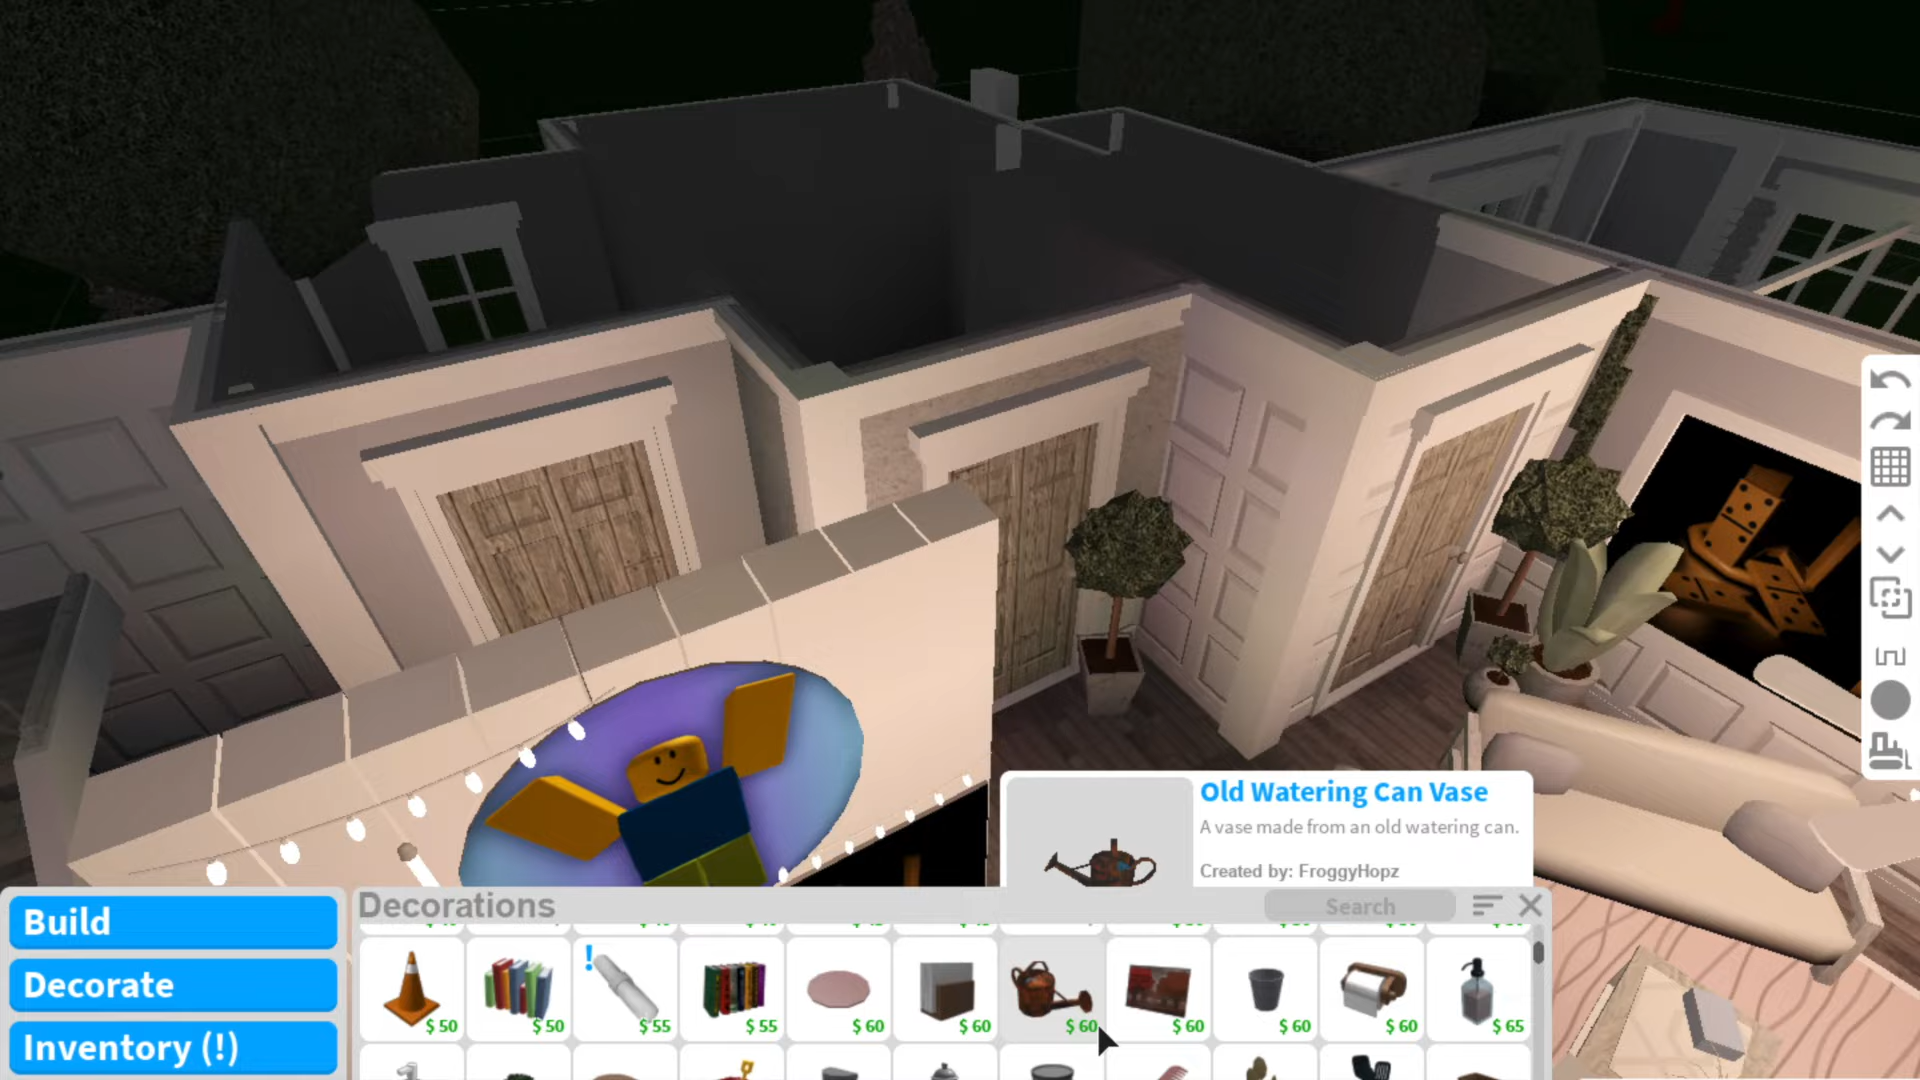 Old Watering Can Vase
A vase made from an old watering can.
Created by: FroggyHopz
Build
Decorations
Search
Decorate
!
$ 50
$ 50
$ 55
$ 55
$ 60
$ 60
$ 60
$ 60
$ 60
$ 60
$ 65
Inventory (!)